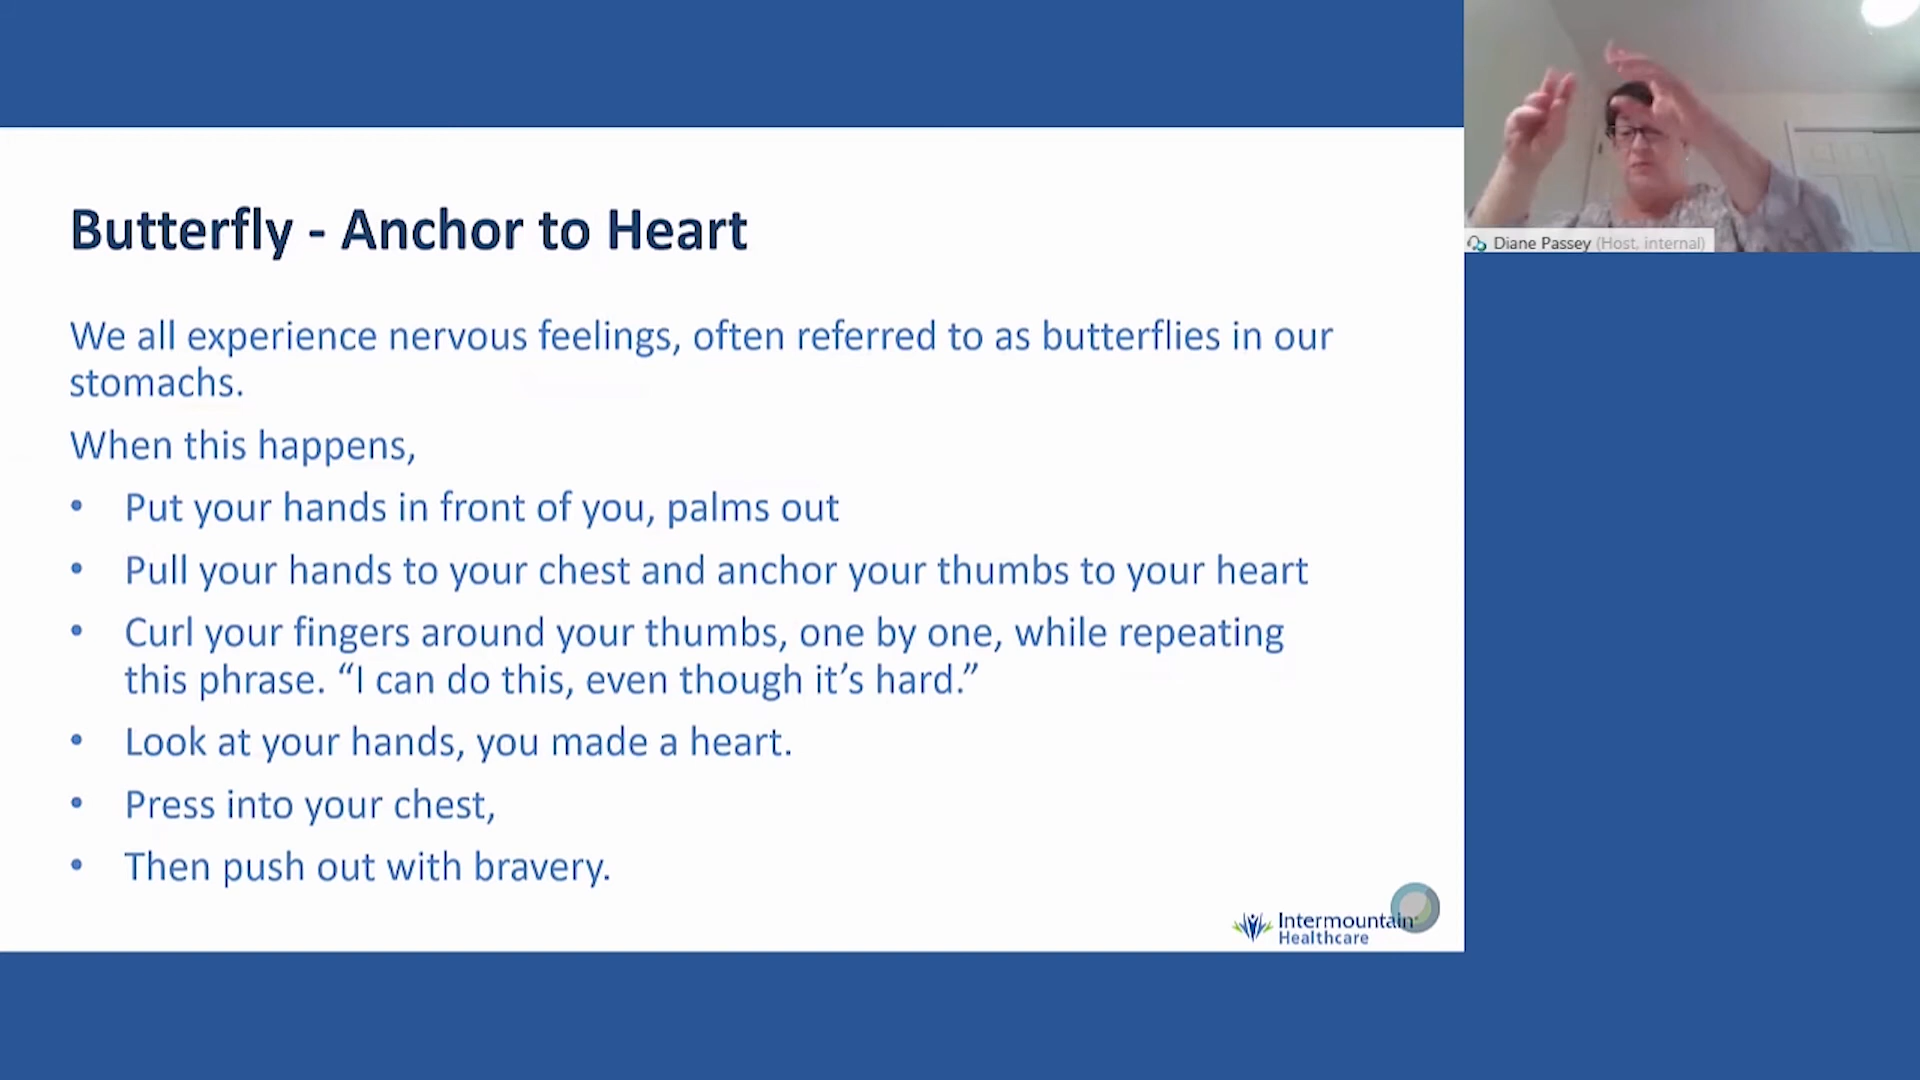 Butterfly - Anchor to Heart
We all experience nervous feelings, often referred to as butterflies in our
stomachs.
When this happens,
• Put your hands in front of you, palms out
• Pull your hands to your chest and anchor your thumbs to your heart
• Curl your fingers around your thumbs, one by one, while repeating
this phrase. “I can do this, even though it’s hard.”
• Look at your hands, you made a heart.
• Press into your chest,
• Then push out with bravery.
Intermountain
Healthcare
Diane Passey (Host, internal)